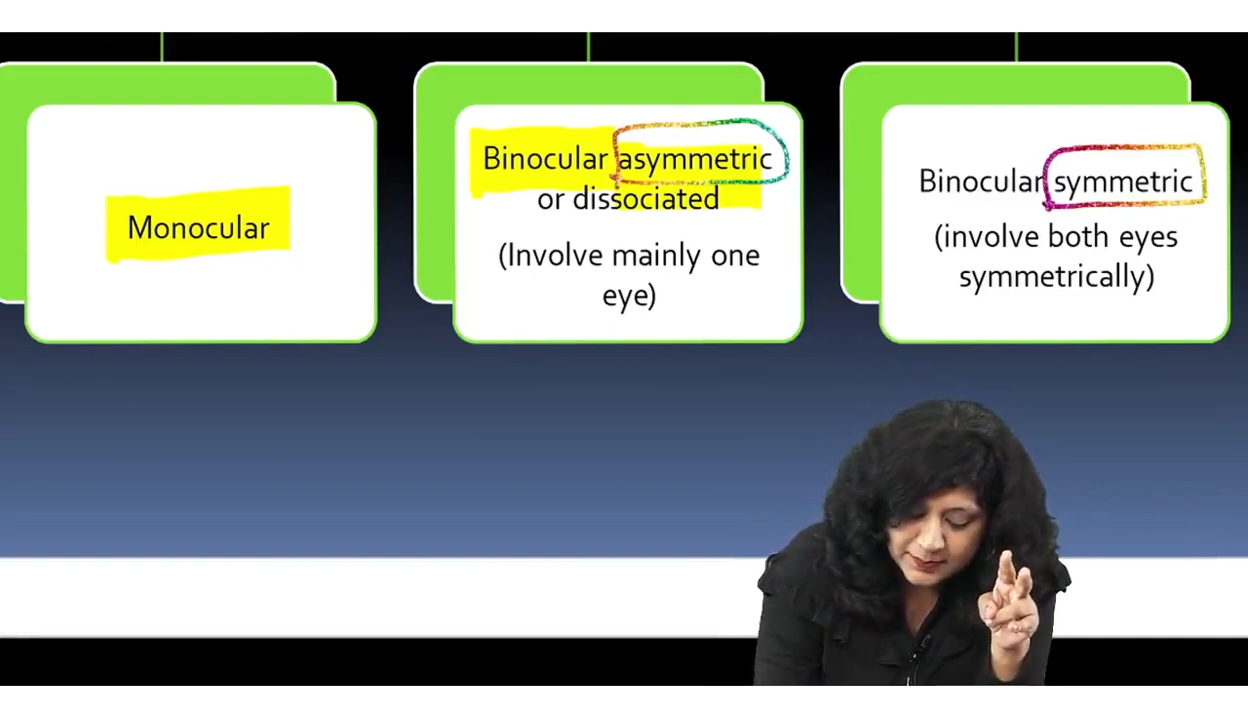 Monocular
Binocular asymmetric
or dissociated
(Involve mainly one
eye)
Binocular symmetric
(involve both eyes
symmetrically)